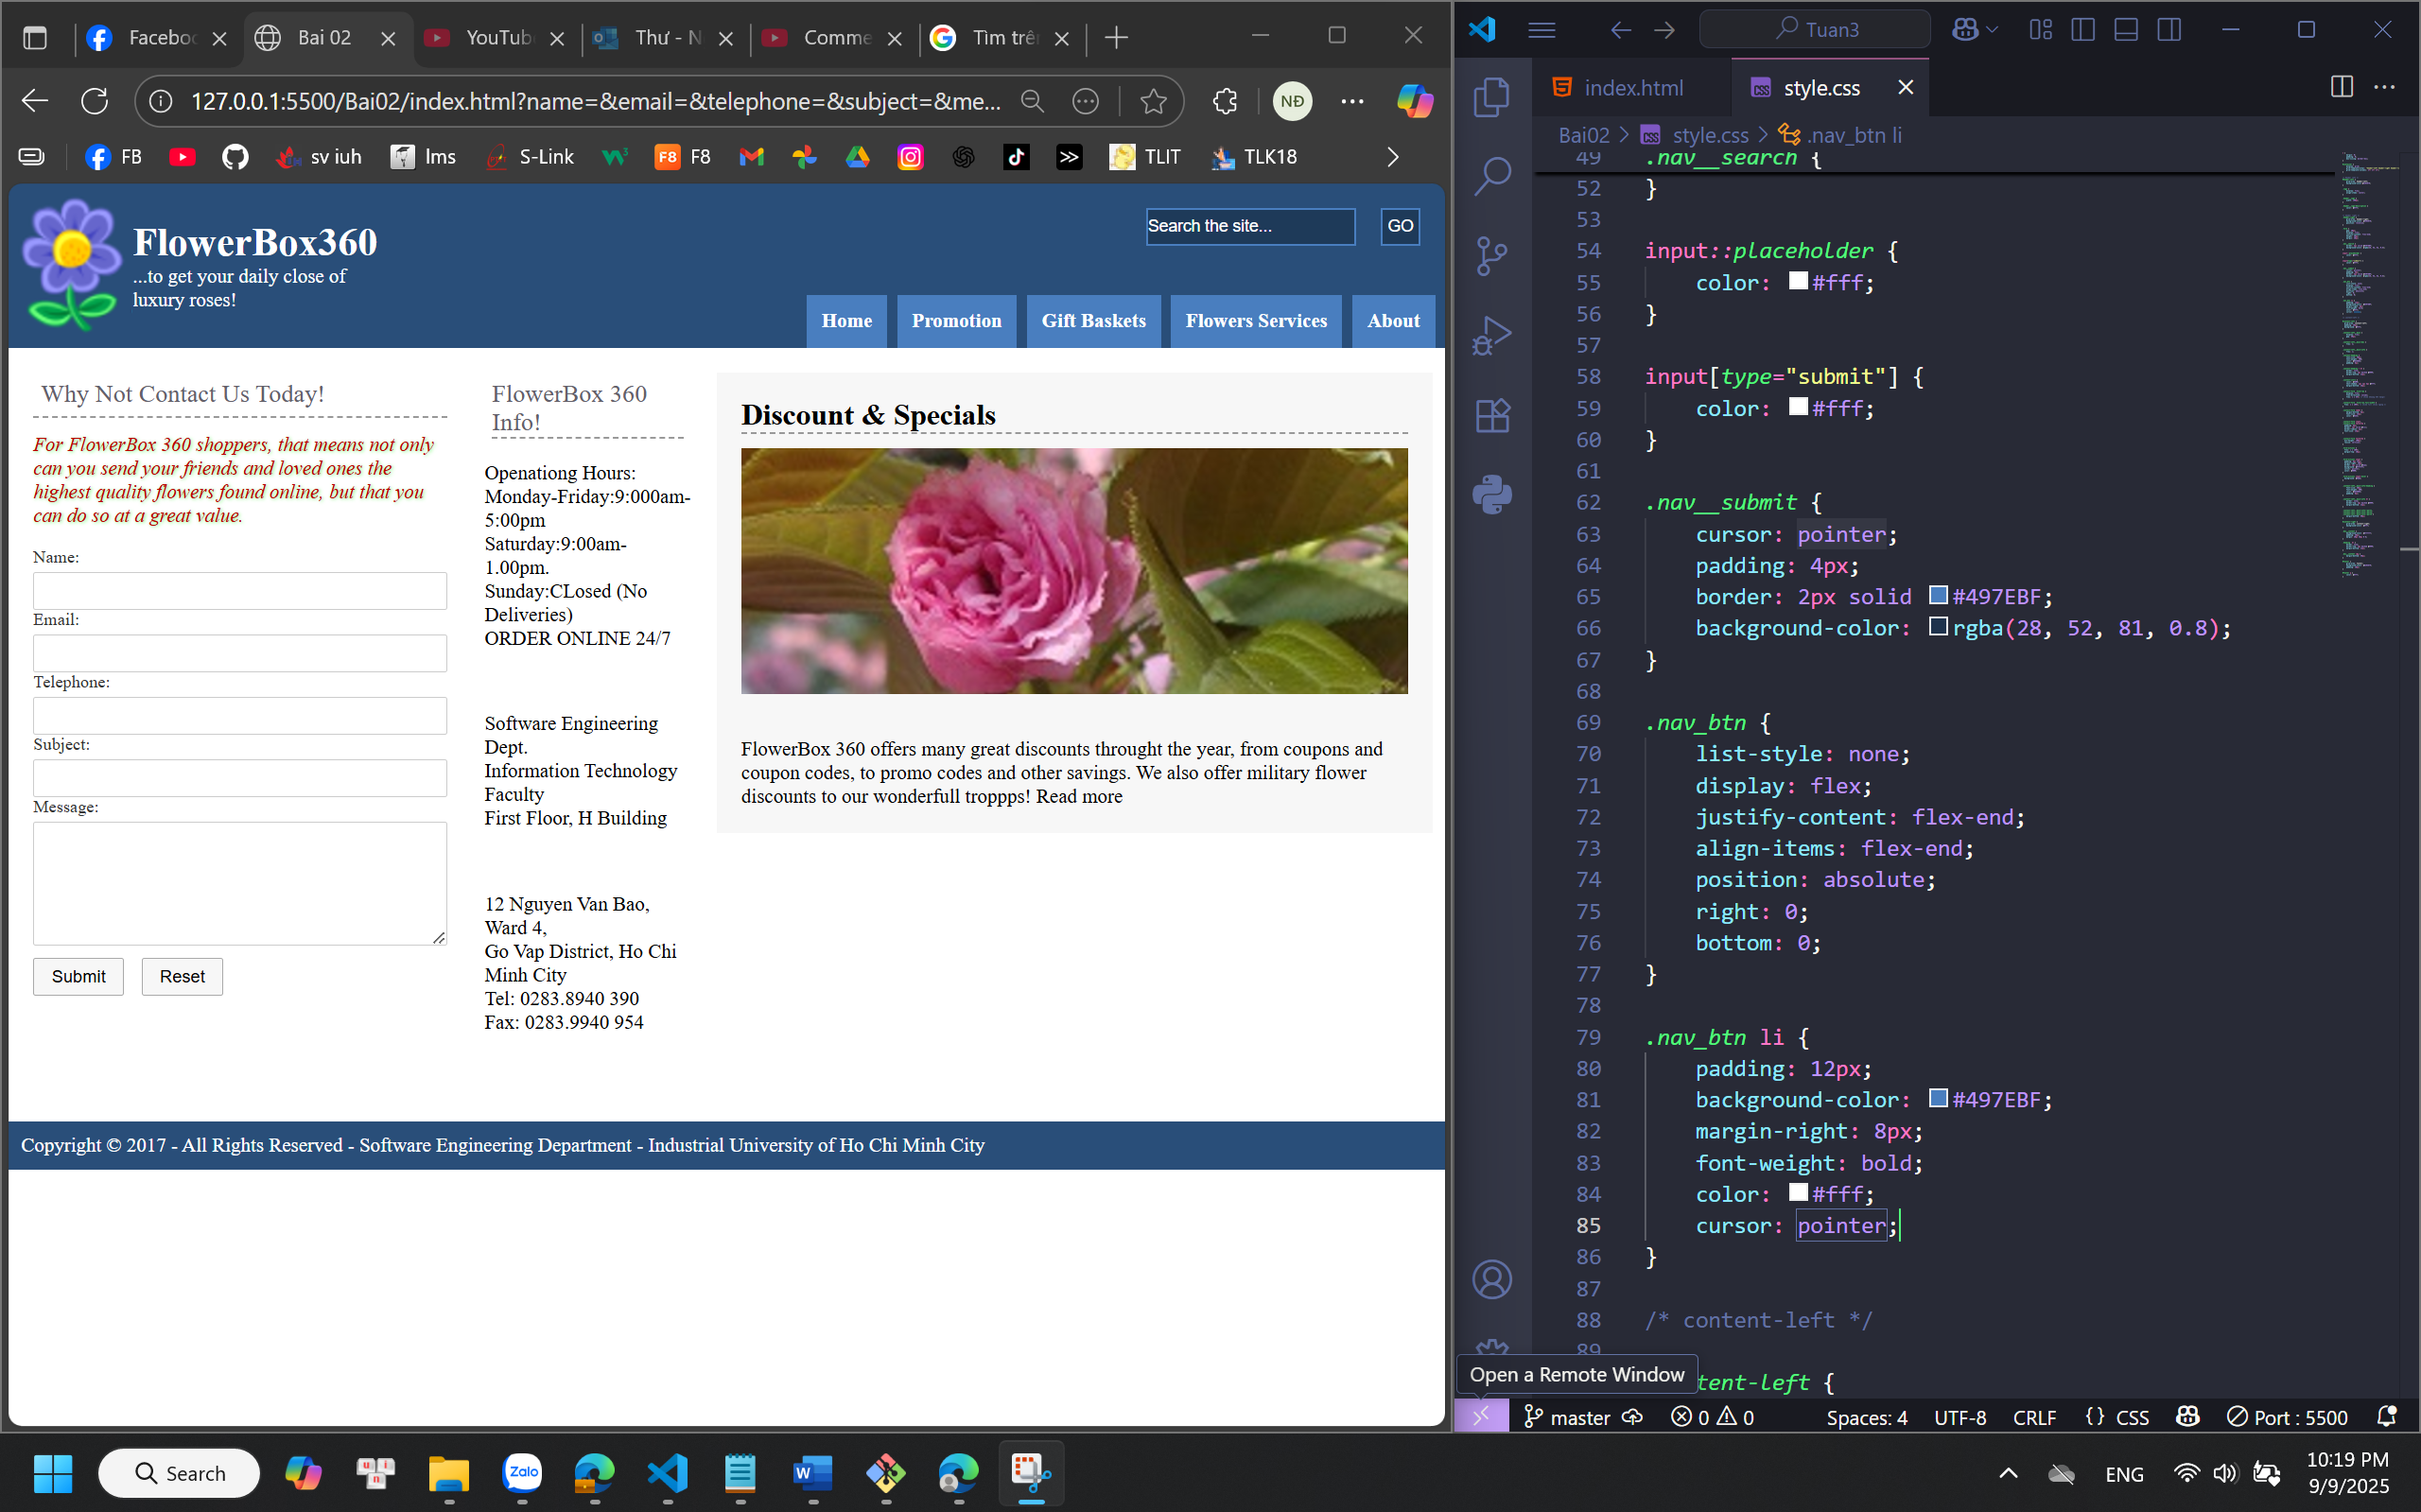 Facebo
Bai 02
YouTub
Thư - N
Comme
Tìm trê
127.0.0.1:5500/Bai02/index.html?name=&email=&telephone=&subject=&me...
NĐ
FB
sv iuh
lms
S-Link
F8
F8
TLIT
TLK18
FlowerBox360
...to get your daily close of
luxury roses!
Search the site...
GO
Home
Promotion
Gift Baskets
Flowers Services
About
Why Not Contact Us Today!
For FlowerBox 360 shoppers, that means not only
can you send your friends and loved ones the
highest quality flowers found online, but that you
can do so at a great value.
Name:
Email:
Telephone:
Subject:
Message:
Submit
Reset
FlowerBox 360
Info!
Openationg Hours:
Monday-Friday:9:000am-
5:00pm
Saturday:9:00am-
1.00pm.
Sunday:CLosed (No
Deliveries)
ORDER ONLINE 24/7
Software Engineering
Dept.
Information Technology
Faculty
First Floor, H Building
12 Nguyen Van Bao,
Ward 4,
Go Vap District, Ho Chi
Minh City
Tel: 0283.8940 390
Fax: 0283.9940 954
Discount & Specials
FlowerBox 360 offers many great discounts throught the year, from coupons and
coupon codes, to promo codes and other savings. We also offer military flower
discounts to our wonderfull troppps! Read more
Copyright © 2017 - All Rights Reserved - Software Engineering Department - Industrial University of Ho Chi Minh City
Tuan3
index.html
style.css
Bai02 > style.css > .nav_btn li
49 .nav__search {
52 }
53
54 input::placeholder {
55 color: #fff;
56 }
57
58 input[type="submit"] {
59 color: #fff;
60 }
61
62 .nav__submit {
63 cursor: pointer;
64 padding: 4px;
65 border: 2px solid #497EBF;
66 background-color: rgba(28, 52, 81, 0.8);
67 }
68
69 .nav_btn {
70 list-style: none;
71 display: flex;
72 justify-content: flex-end;
73 align-items: flex-end;
74 position: absolute;
75 right: 0;
76 bottom: 0;
77 }
78
79 .nav_btn li {
80 padding: 12px;
81 background-color: #497EBF;
82 margin-right: 8px;
83 font-weight: bold;
84 color: #fff;
85 cursor: pointer;
86 }
87
88 /* content-left */
89
tent-left {
Open a Remote Window
master
0
0
Spaces: 4
UTF-8
CRLF
{ } CSS
Port : 5500
Search
Zalo
ENG
10:19 PM
9/9/2025